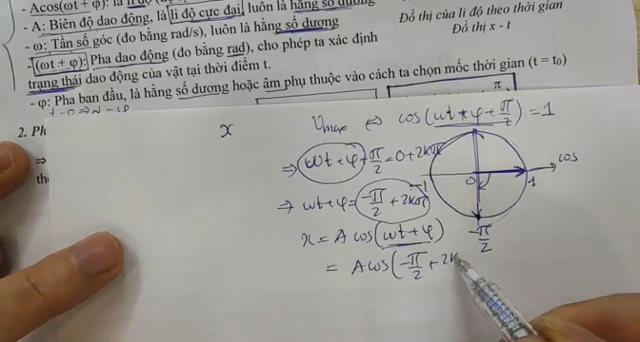 Acos(ωt + φ): là li độ
- A: Biên độ dao động, là li độ cực đại, luôn là hằng số dương
- ω: Tần số góc (đo bằng rad/s), luôn là hằng số dương
- (ωt + φ): Pha dao động (đo bằng rad), cho phép ta xác định
trạng thái dao động của vật tại thời điểm t.
- φ: Pha ban đầu, là hằng số dương hoặc âm phụ thuộc vào cách ta chọn mốc thời gian (t = t₀)
Đồ thị của li độ theo thời gian
Đồ thị x - t
2. Ph
⇒
th
x
Vmax ⇔ cos(ωt + φ + π/2) = 1
⇒ ωt + φ + π/2 = 0 + 2kπ
⇒ ωt + φ = -π/2 + 2kπ
x = A cos(ωt + φ)
= A cos(-π/2 + 2k
π
-1
0
1
cos
-π/2